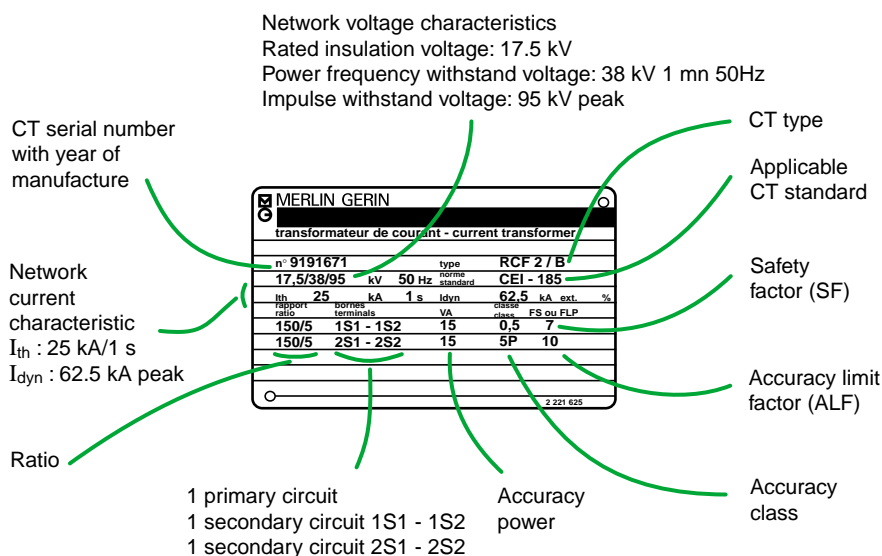 Network voltage characteristics
Rated insulation voltage: 17.5 kV
Power frequency withstand voltage: 38 kV 1 mn 50Hz
Impulse withstand voltage: 95 kV peak
CT serial number
with year of
manufacture
CT type
Applicable
CT standard
Network
current
characteristic
Ith : 25 kA/1 s
Idyn : 62.5 kA peak
Safety
factor (SF)
MERLIN GERIN
transformateur de courant - current transformer
n° 9191671 type RCF 2 / B
17,5/38/95 kV 50 Hz norme standard CEI - 185
Ith 25 kA 1 s Idyn 62,5 kA ext. %
rapport bornes classe
ratio terminals VA class FS ou FLP
150/5 1S1 - 1S2 15 0,5 7
150/5 2S1 - 2S2 15 5P 10
2 221 625
Accuracy limit
factor (ALF)
Ratio
1 primary circuit
1 secondary circuit 1S1 - 1S2
1 secondary circuit 2S1 - 2S2
Accuracy
power
Accuracy
class